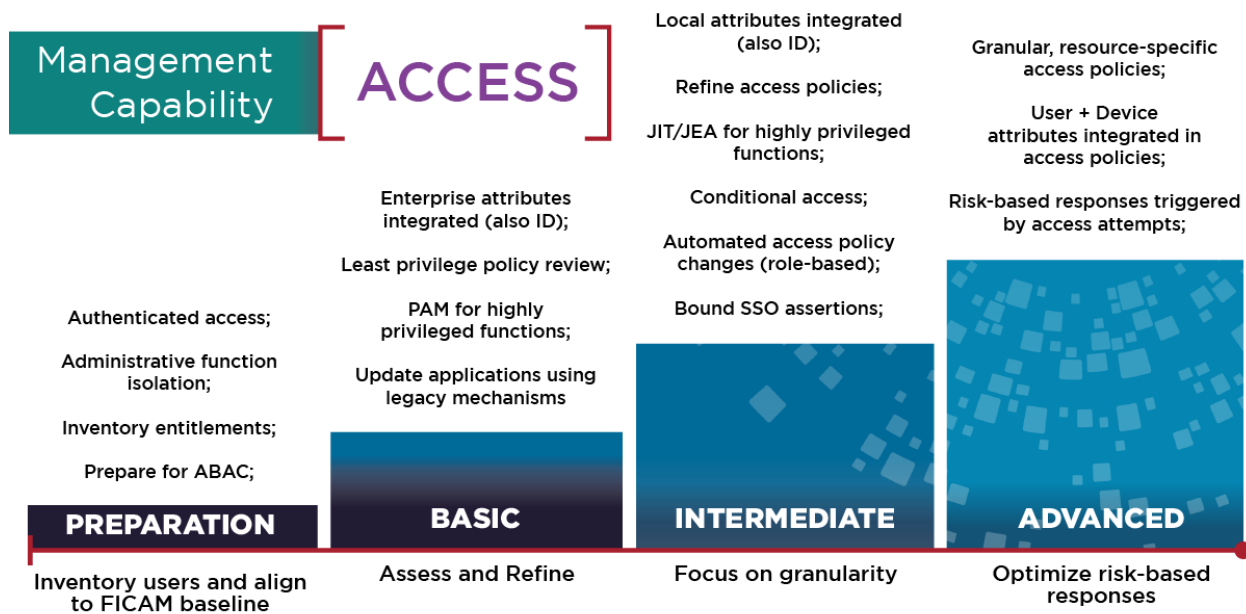 Management
Capability
ACCESS
Authenticated access;
Administrative function
isolation;
Inventory entitlements;
Prepare for ABAC;
PREPARATION
Inventory users and align
to FICAM baseline
Enterprise attributes
integrated (also ID);
Least privilege policy review;
PAM for highly
privileged functions;
Update applications using
legacy mechanisms
BASIC
Assess and Refine
Local attributes integrated
(also ID);
Refine access policies;
JIT/JEA for highly privileged
functions;
Conditional access;
Automated access policy
changes (role-based);
Bound SSO assertions;
INTERMEDIATE
Focus on granularity
Granular, resource-specific
access policies;
User + Device
attributes integrated in
access policies;
Risk-based responses triggered
by access attempts;
ADVANCED
Optimize risk-based
responses